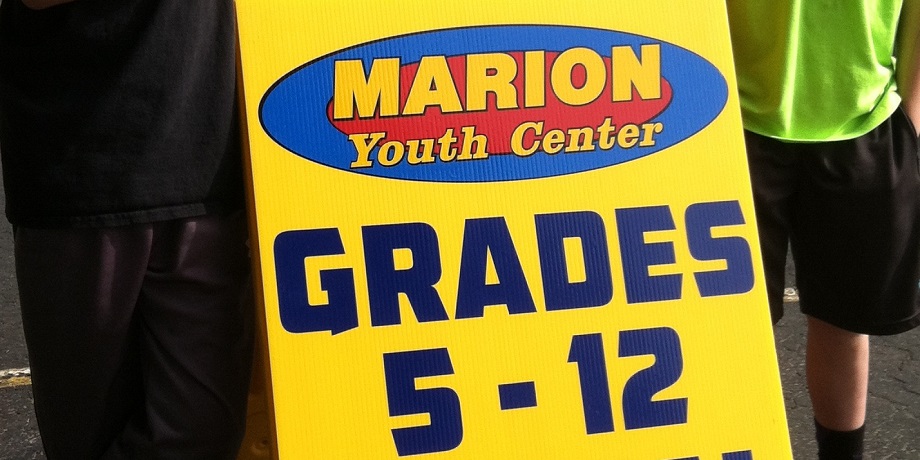 MARION
Youth Center
GRADES
5 - 12